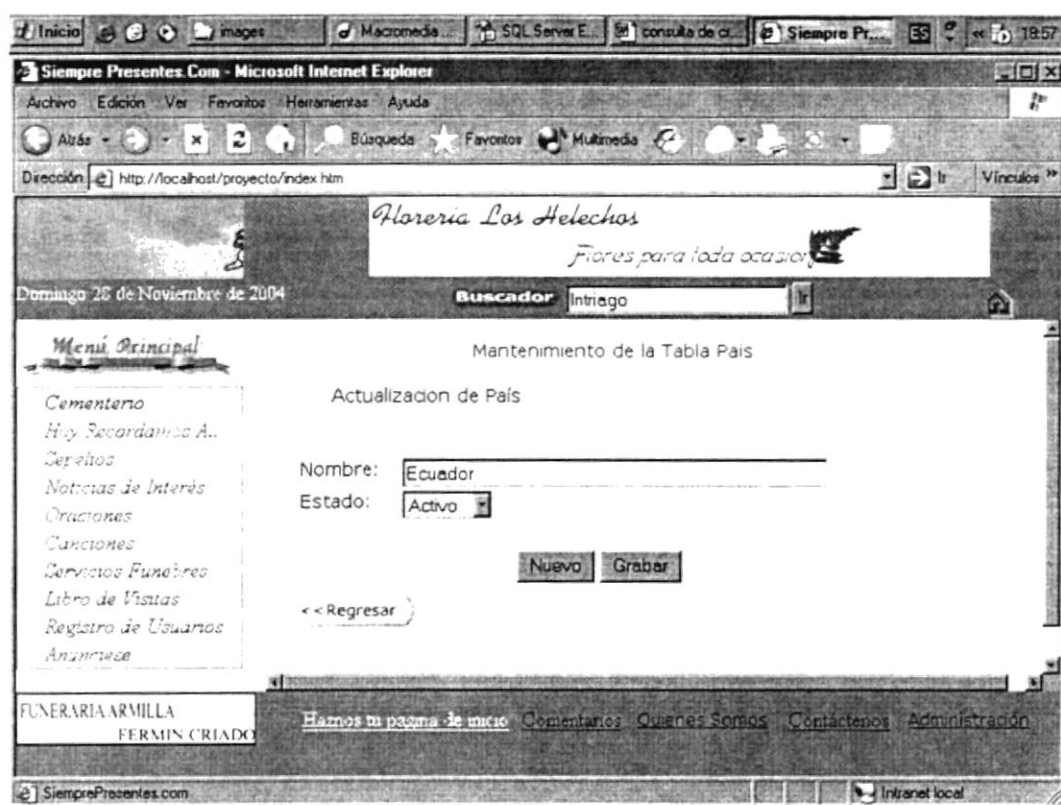 Inicio images Macromedia ... SQL Server E... consulta de cr... Siempre Pr,... ES « 18:57
Siempre Presentes.Com - Microsoft Internet Explorer
Archivo Edición Ver Favoritos Herramientas Ayuda
Atrás Búsqueda Favoritos Multimedia
Dirección http://localhost/proyecto/index.htm Ir Vínculos »
Floreria Los Helechos
Flores para toda ocasion
Domingo 28 de Noviembre de 2004 Buscador Intriago Ir
Menú Principal
Mantenimiento de la Tabla Pais
Actualizacion de País
Cementerio
Hoy Recordamos A..
Sepelios
Noticias de Interés
Oraciones
Canciones
Servicios Funebres
Libro de Visitas
Registro de Usuarios
Anunciese
Nombre: Ecuador
Estado: Activo
Nuevo Grabar
<<Regresar
FUNERARIA ARMILLA
FERMIN CRIADO
Haznos tu pagina de inicio Comentarios Quienes Somos Contáctenos Administración
SiemprePresentes.com Intranet local